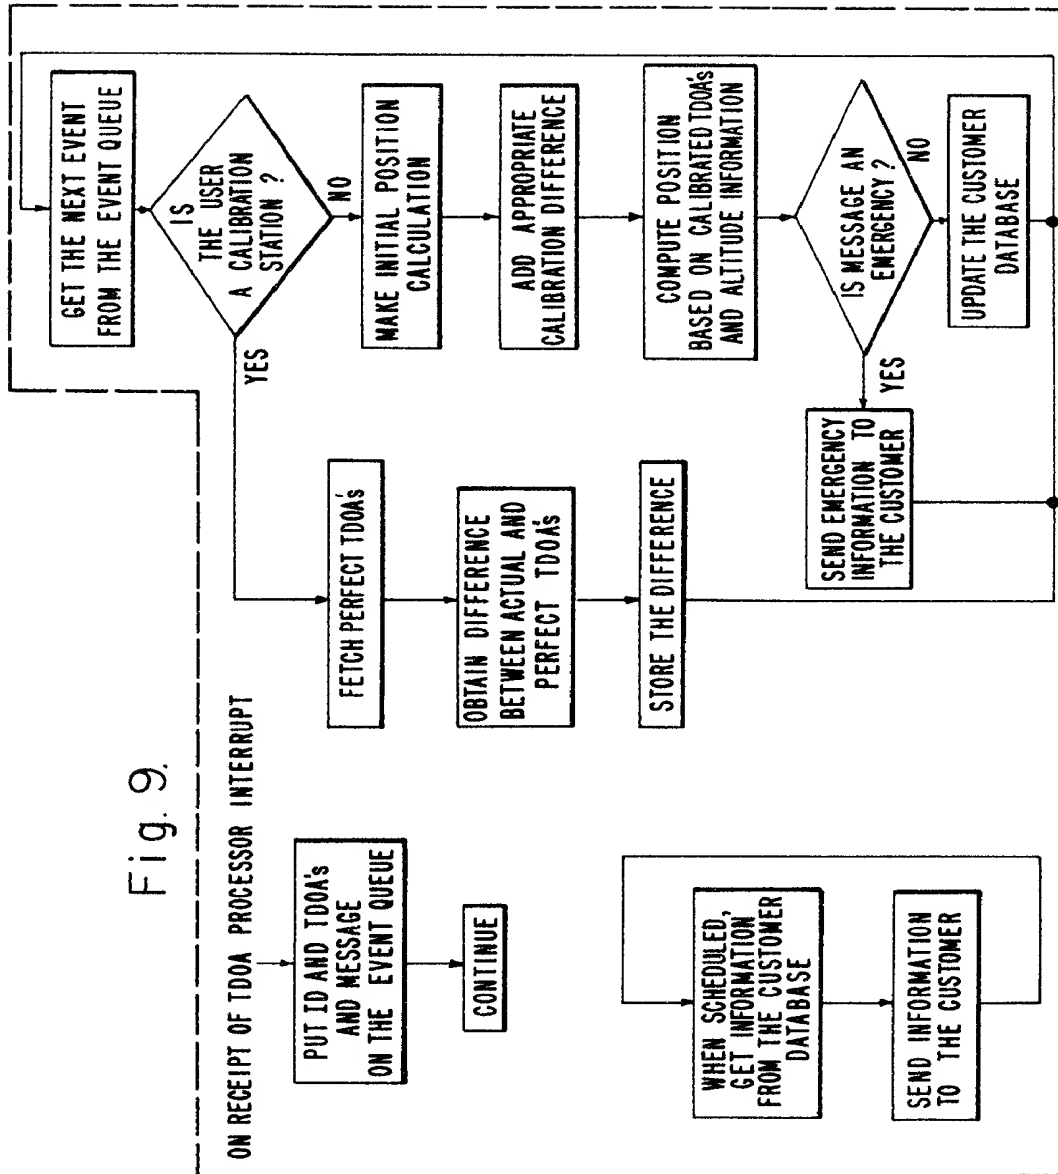 Fig. 9.
ON RECEIPT OF TDOA PROCESSOR INTERRUPT
PUT ID AND TDOA's
AND MESSAGE
ON THE EVENT QUEUE
CONTINUE
WHEN SCHEDULED,
GET INFORMATION
FROM THE CUSTOMER
DATABASE
SEND INFORMATION
TO THE CUSTOMER
GET THE NEXT EVENT
FROM THE EVENT QUEUE
IS
THE USER
A CALIBRATION
STATION ?
YES
NO
FETCH PERFECT TDOA's
OBTAIN DIFFERENCE
BETWEEN ACTUAL AND
PERFECT TDOA's
STORE THE DIFFERENCE
MAKE INITIAL POSITION
CALCULATION
ADD APPROPRIATE
CALIBRATION DIFFERENCE
COMPUTE POSITION
BASED ON CALIBRATED TDOA's
AND ALTITUDE INFORMATION
IS MESSAGE AN
EMERGENCY ?
YES
NO
SEND EMERGENCY
INFORMATION TO
THE CUSTOMER
UPDATE THE CUSTOMER
DATABASE